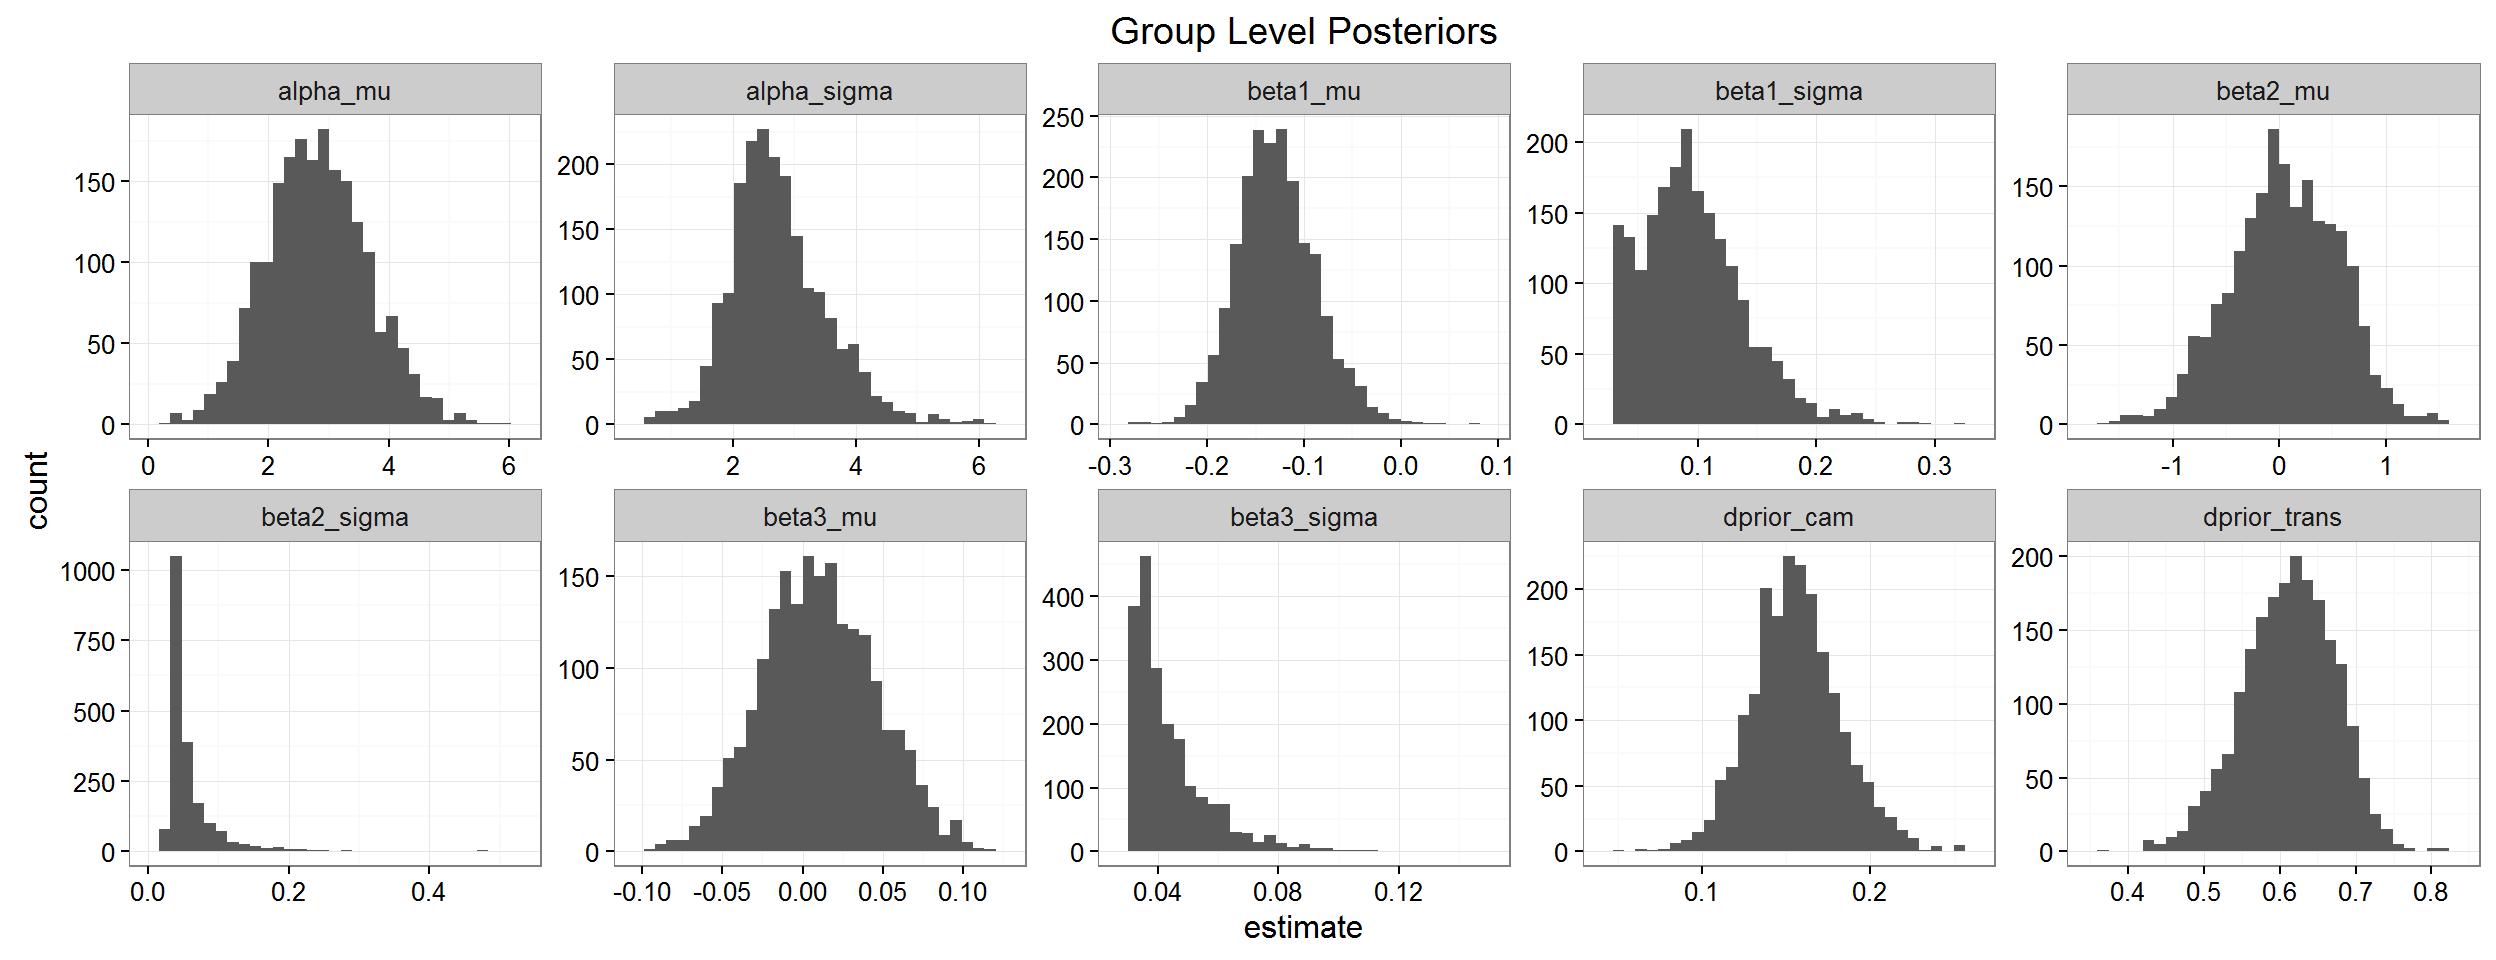 Group Level Posteriors
alpha_mu alpha_sigma beta1_mu beta1_sigma beta2_mu
150 100 50 0
200 150 100 50 0
250 200 150 100 50 0
200 150 100 50 0
150 100 50 0
0 2 4 6
2 4 6
-0.3 -0.2 -0.1 0.0 0.1
0.1 0.2 0.3
-1 0 1
count
beta2_sigma beta3_mu beta3_sigma dprior_cam dprior_trans
1000 750 500 250 0
150 100 50 0
400 300 200 100 0
200 150 100 50 0
200 150 100 50 0
0.0 0.2 0.4
-0.10 -0.05 0.00 0.05 0.10
0.04 0.08 0.12
0.1 0.2
0.4 0.5 0.6 0.7 0.8
estimate